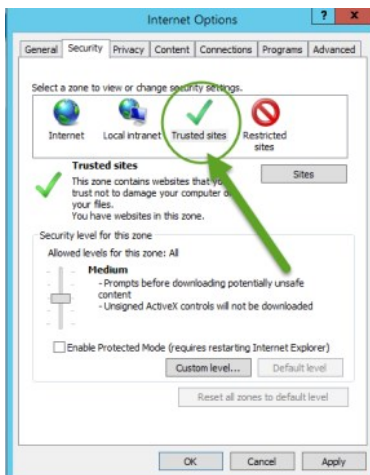 Internet Options
? x
General Security Privacy Content Connections Programs Advanced
Select a zone to view or change security settings.
Internet Local intranet Trusted sites Restricted sites
Trusted sites
Sites
This zone contains websites that you
trust not to damage your computer or
your files.
You have websites in this zone.
Security level for this zone
Allowed levels for this zone: All
Medium
- Prompts before downloading potentially unsafe
content
- Unsigned ActiveX controls will not be downloaded
Enable Protected Mode (requires restarting Internet Explorer)
Custom level... Default level
Reset all zones to default level
OK Cancel Apply